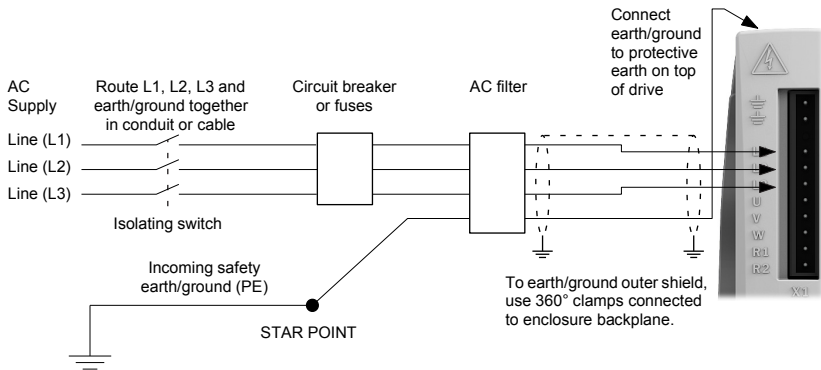 Connect
earth/ground
to protective
earth on top
of drive
AC
Supply
Route L1, L2, L3 and
earth/ground together
in conduit or cable
Circuit breaker
or fuses
AC filter
Line (L1)
Line (L2)
Line (L3)
Isolating switch
U
V
W
R1
R2
X1
Incoming safety
earth/ground (PE)
STAR POINT
To earth/ground outer shield,
use 360° clamps connected
to enclosure backplane.